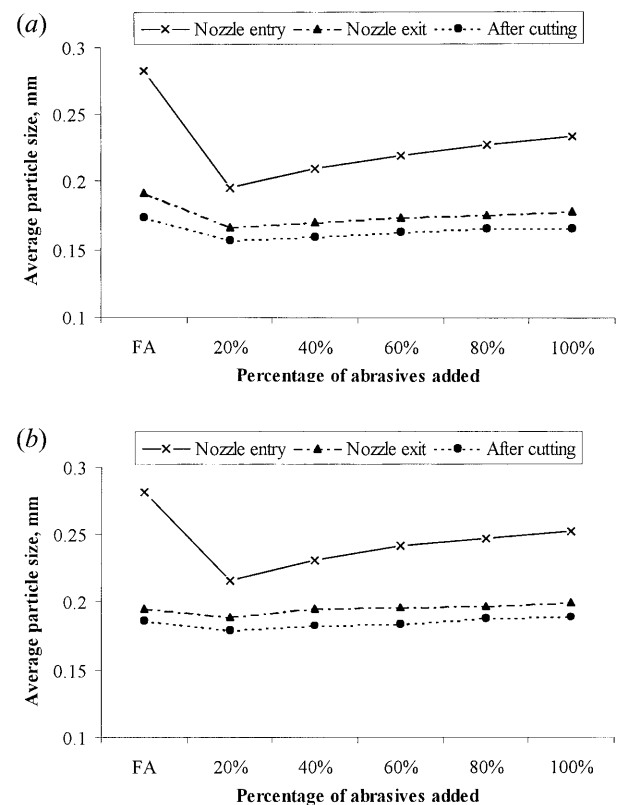 (a)
Nozzle entry Nozzle exit After cutting
0.3
0.25
0.2
0.15
0.1
Average particle size, mm
FA 20% 40% 60% 80% 100%
Percentage of abrasives added
(b)
Nozzle entry Nozzle exit After cutting
0.3
0.25
0.2
0.15
0.1
Average particle size, mm
FA 20% 40% 60% 80% 100%
Percentage of abrasives added